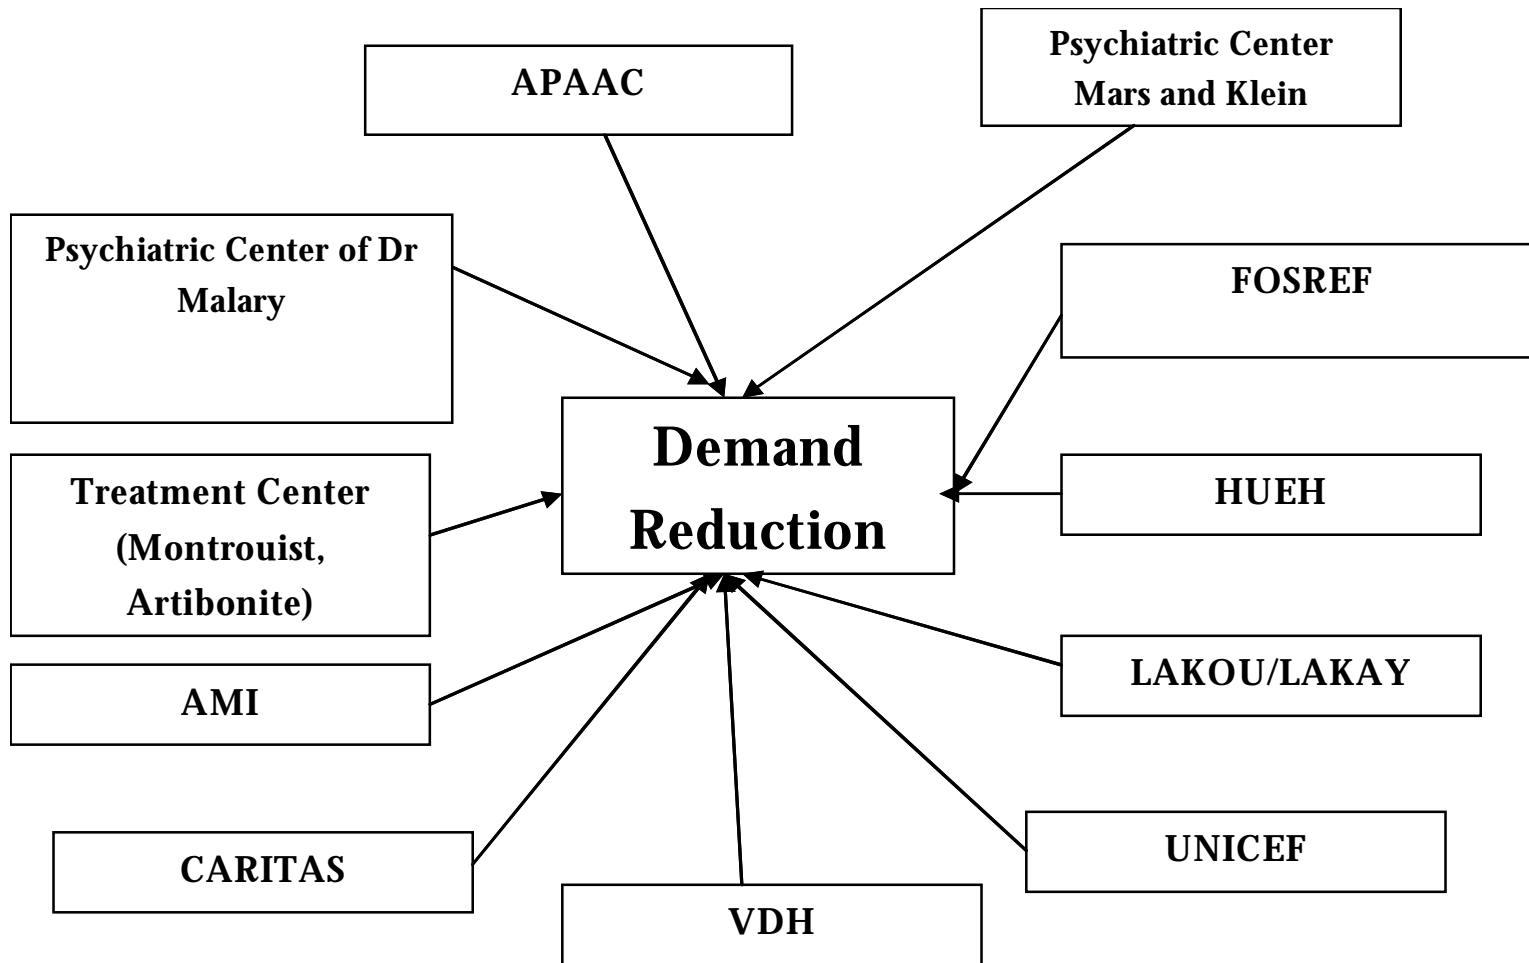 APAAC
Psychiatric Center
Mars and Klein
Psychiatric Center of Dr
Malary
FOSREF
Demand
Reduction
Treatment Center
(Montrouist,
Artibonite)
HUEH
AMI
LAKOU/LAKAY
CARITAS
UNICEF
VDH